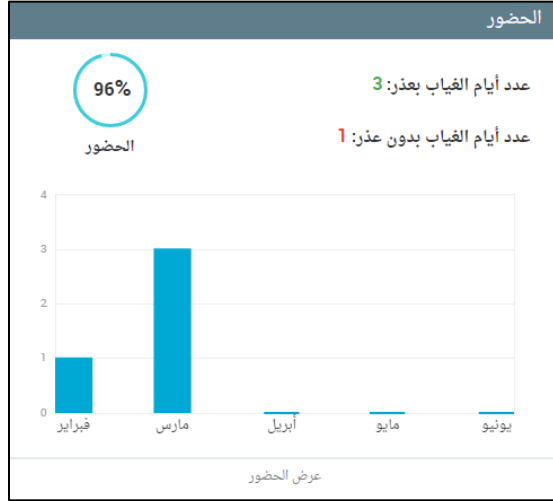 الحضور
عدد أيام الغياب بعذر: 3
عدد أيام الغياب بدون عذر: 1
96%
الحضور
4
3
2
1
0
فبراير
مارس
أبريل
مايو
يونيو
عرض الحضور